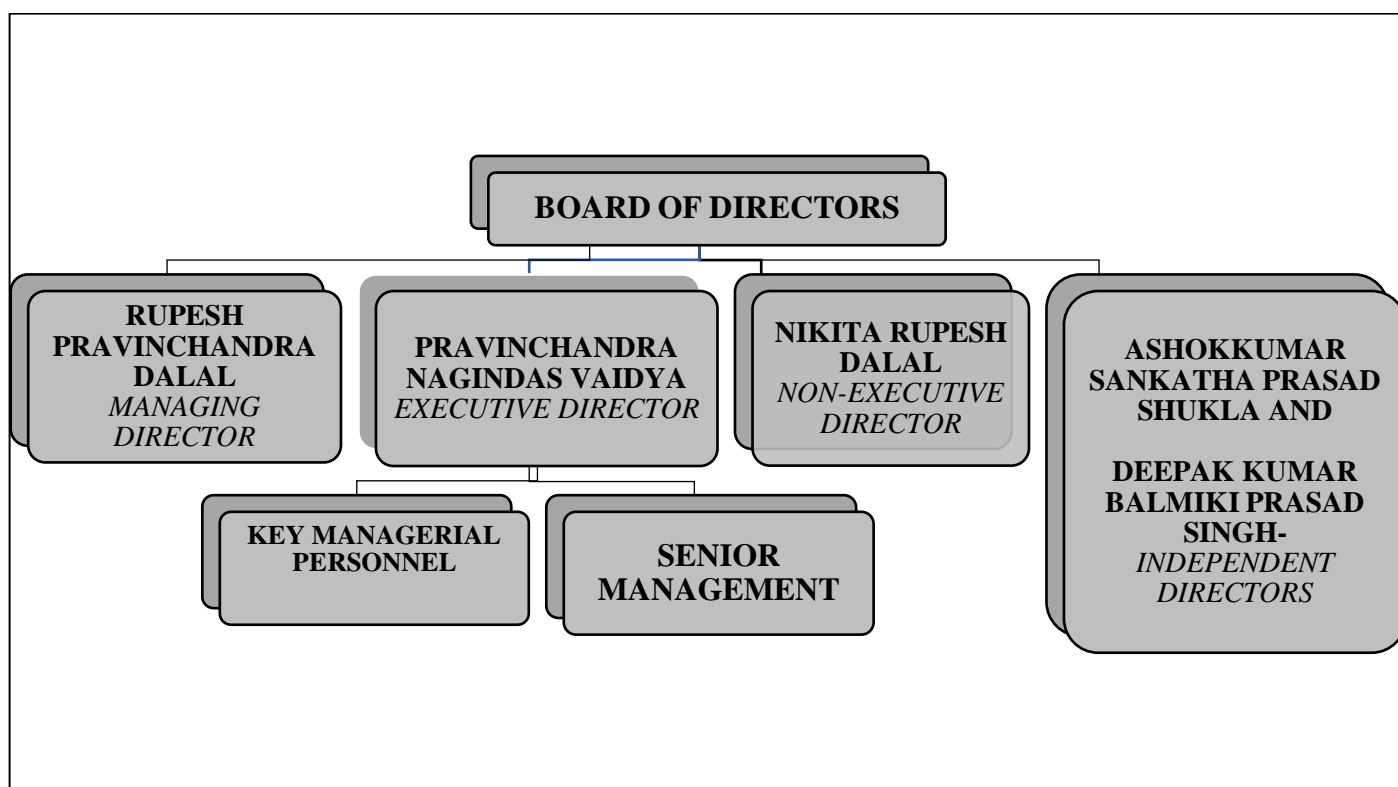 BOARD OF DIRECTORS
RUPESH
PRAVINCHANDRA
DALAL
MANAGING
DIRECTOR
PRAVINCHANDRA
NAGINDAS VAIDYA
EXECUTIVE DIRECTOR
NIKITA RUPESH
DALAL
NON-EXECUTIVE
DIRECTOR
ASHOKKUMAR
SANKATHA PRASAD
SHUKLA AND
DEEPAK KUMAR
BALMIKI PRASAD
SINGH-
INDEPENDENT
DIRECTORS
KEY MANAGERIAL
PERSONNEL
SENIOR
MANAGEMENT